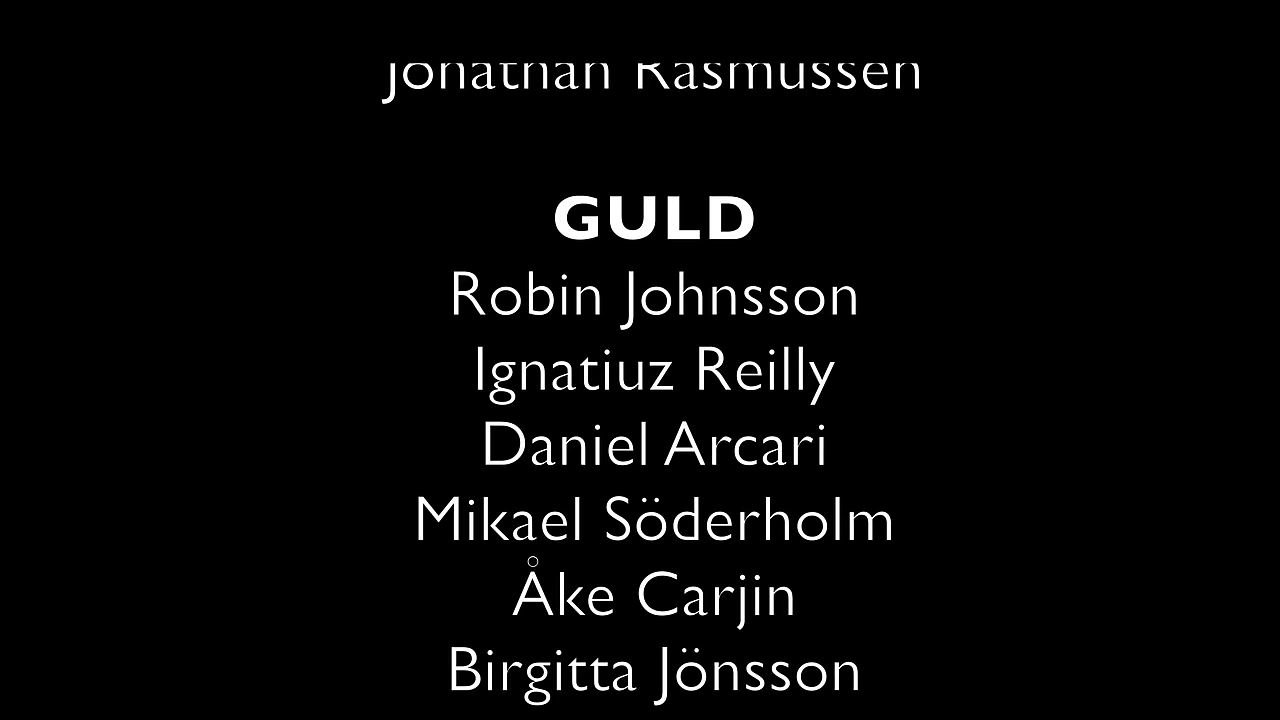 Jonathan Rasmussen
GULD
Robin Johnsson
Ignatiuz Reilly
Daniel Arcari
Mikael Söderholm
Åke Carjin
Birgitta Jönsson